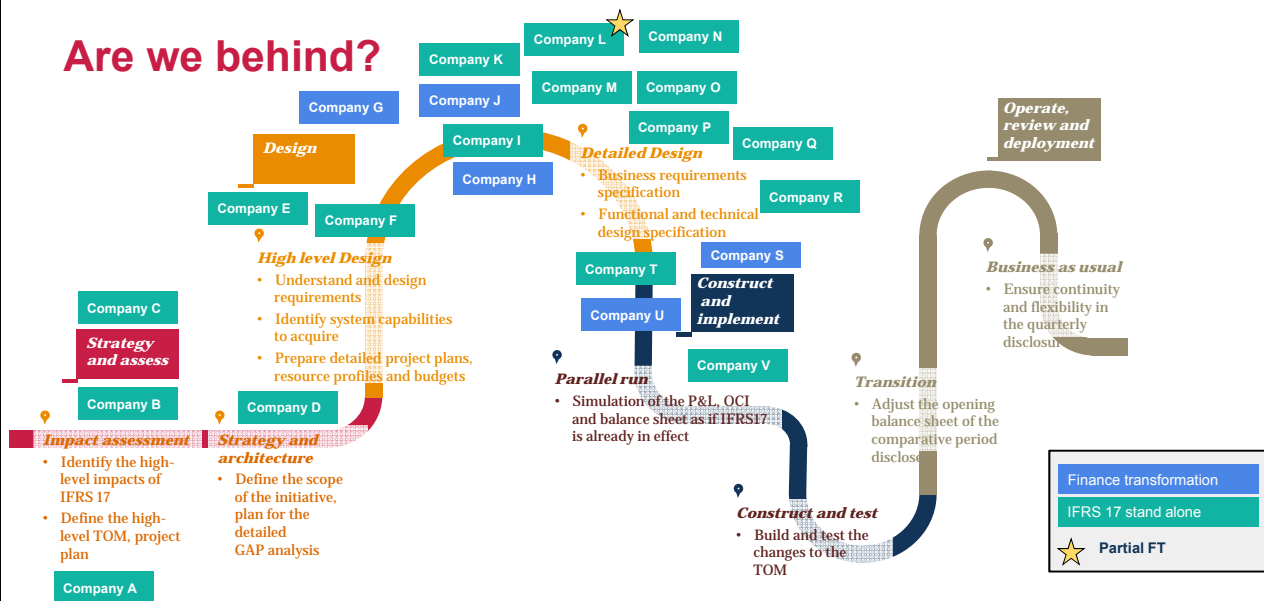 Are we behind?
Company L
Company N
Company K
Company M
Company O
Company G
Company J
Company P
Company I
Company Q
Company H
Company R
Company E
Company F
Company T
Company S
Company U
Company V
Company C
Company B
Company D
Company A
Strategy
and assess
Impact assessment
• Identify the high-
level impacts of
IFRS 17
• Define the high-
level TOM, project
plan
Strategy and
architecture
• Define the scope
of the initiative,
plan for the
detailed
GAP analysis
Design
High level Design
• Understand and design
requirements
• Identify system capabilities
to acquire
• Prepare detailed project plans,
resource profiles and budgets
Detailed Design
• Business requirements
specification
• Functional and technical
design specification
Construct
and
implement
Parallel run
• Simulation of the P&L, OCI
and balance sheet as if IFRS17
is already in effect
Construct and test
• Build and test the
changes to the
TOM
Transition
• Adjust the opening
balance sheet of the
comparative period
disclose
Operate,
review and
deployment
Business as usual
• Ensure continuity
and flexibility in
the quarterly
Finance transformation
IFRS 17 stand alone
Partial FT